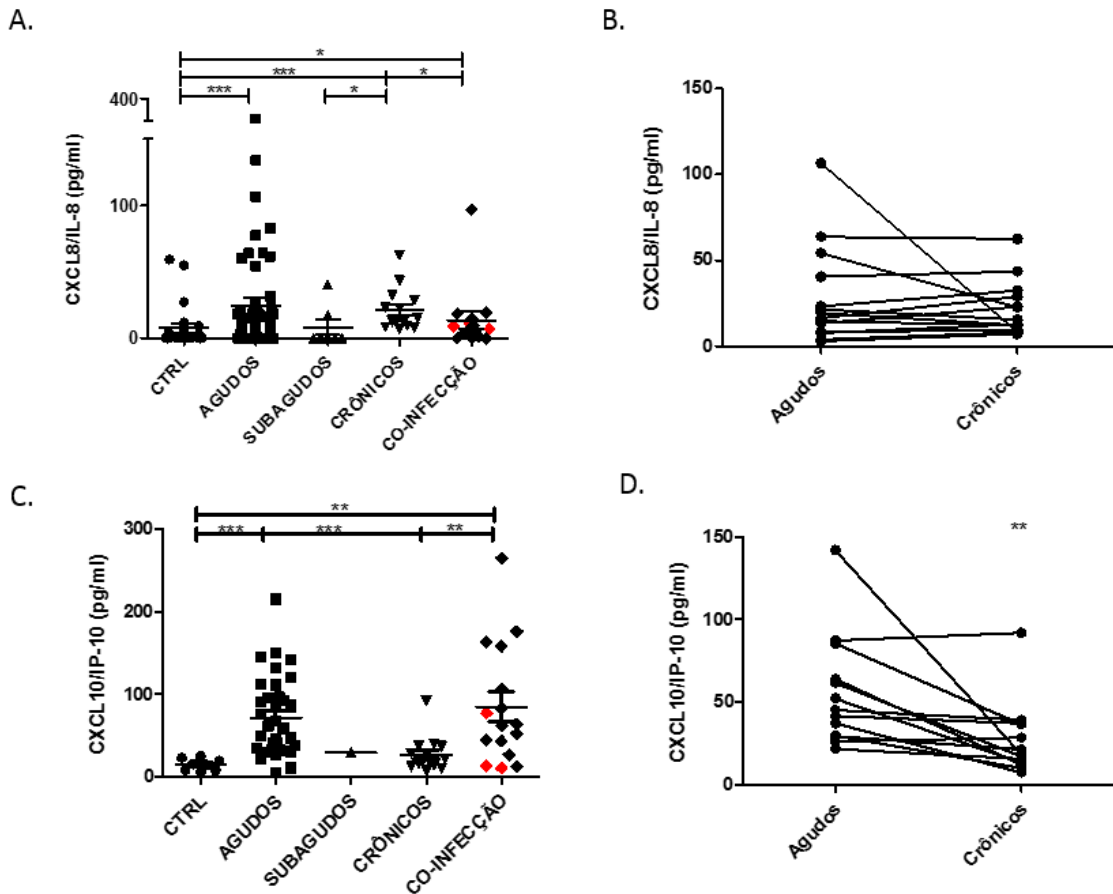 A.
*
***
*
***
*
400
100
0
CXCL8/IL-8 (pg/ml)
CTRL
AGUDOS
SUBAGUDOS
CRÔNICOS
CO-INFECÇÃO
B.
150
100
50
0
CXCL8/IL-8 (pg/ml)
Agudos
Crônicos
C.
**
***
***
**
300
200
100
0
CXCL10/IP-10 (pg/ml)
CTRL
AGUDOS
SUBAGUDOS
CRÔNICOS
CO-INFECÇÃO
D.
**
150
100
50
0
CXCL10/IP-10 (pg/ml)
Agudos
Crônicos